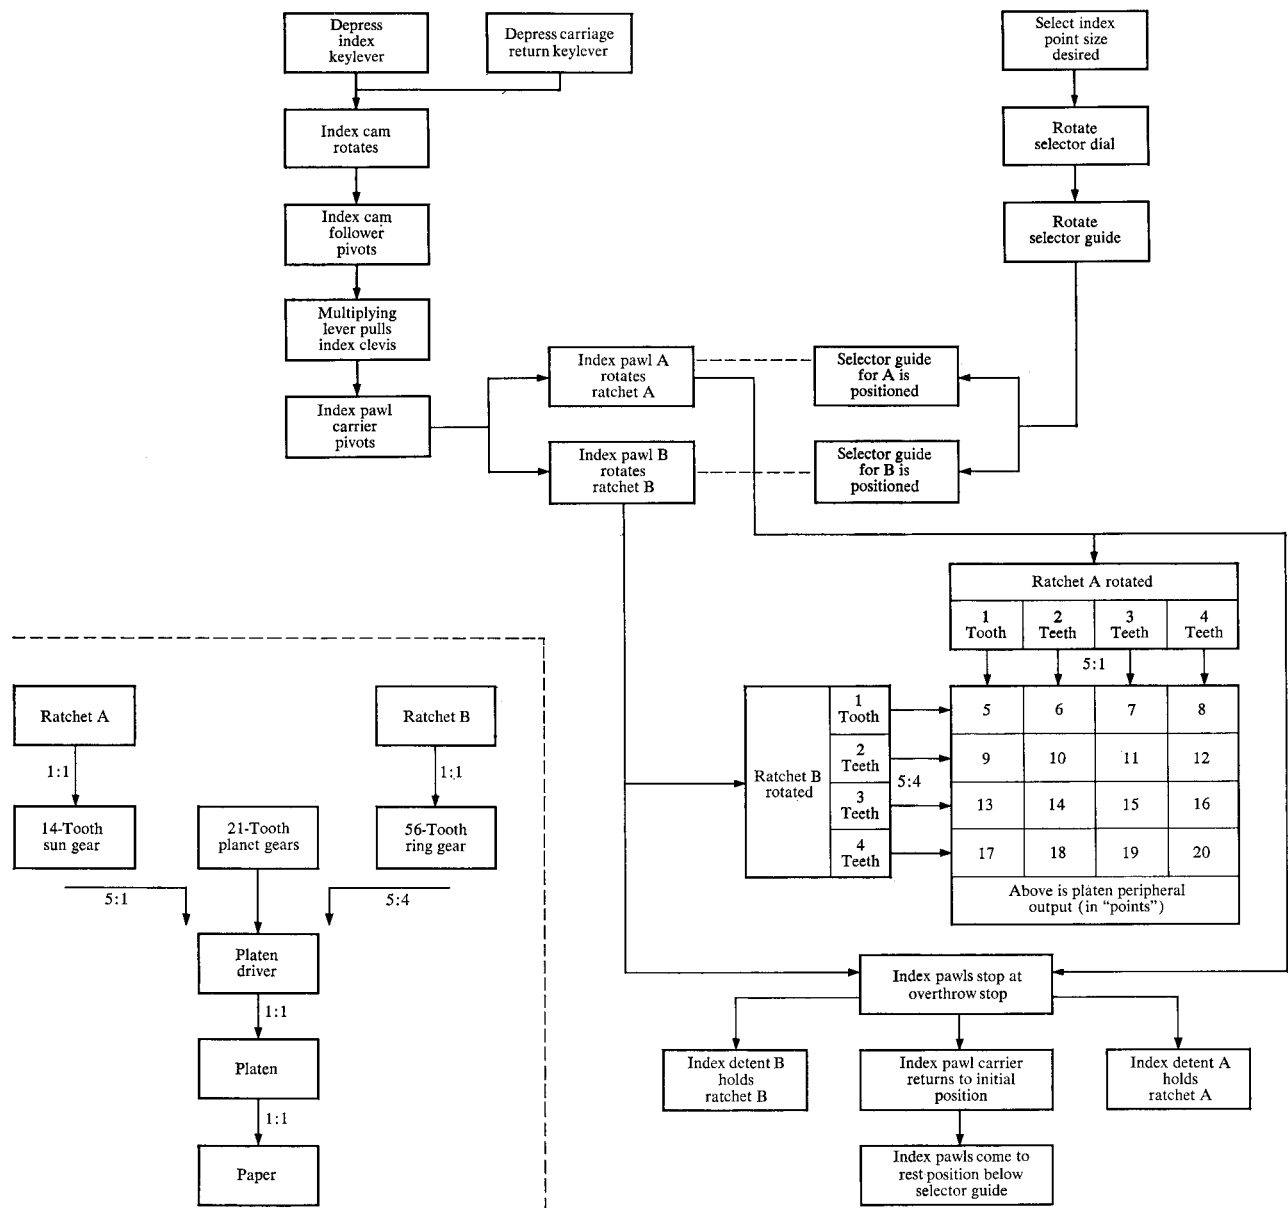 Depress
index
keylever
Depress carriage
return keylever
Select index
point size
desired
Index cam
rotates
Rotate
selector dial
Index cam
follower
pivots
Rotate
selector guide
Multiplying
lever pulls
index clevis
Index pawl A
rotates
ratchet A
Selector guide
for A is
positioned
Index pawl
carrier
pivots
Index pawl B
rotates
ratchet B
Selector guide
for B is
positioned
Ratchet A rotated
1
Tooth
2
Teeth
3
Teeth
4
Teeth
5:1
Ratchet B
rotated
1
Tooth
2
Teeth
3
Teeth
4
Teeth
5:4
5 6 7 8
9 10 11 12
13 14 15 16
17 18 19 20
Above is platen peripheral
output (in “points”)
Ratchet A
Ratchet B
1:1
1:1
14-Tooth
sun gear
21-Tooth
planet gears
56-Tooth
ring gear
5:1
5:4
Platen
driver
1:1
Platen
1:1
Paper
Index pawls stop at
overthrow stop
Index detent B
holds
ratchet B
Index pawl carrier
returns to initial
position
Index detent A
holds
ratchet A
Index pawls come to
rest position below
selector guide